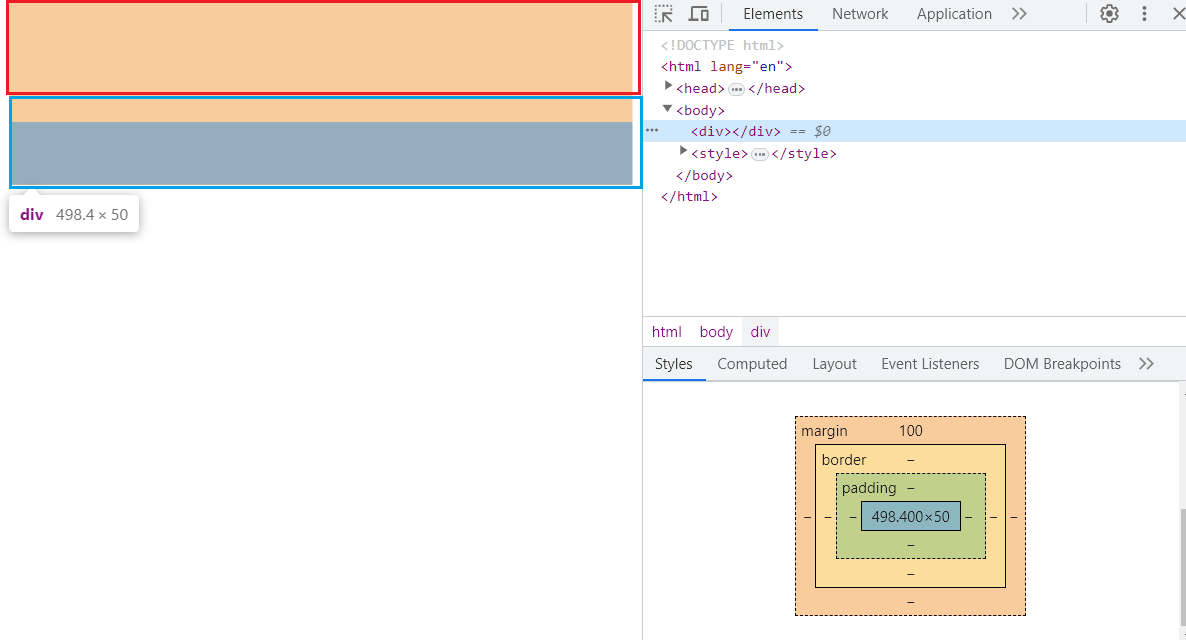 Elements Network Application
<!DOCTYPE html>
<html lang="en">
<head> … </head>
<body>
… <div></div> == $0
<style> … </style>
</body>
</html>
div 498.4 × 50
html body div
Styles Computed Layout Event Listeners DOM Breakpoints
margin 100
border –
padding –
– – – 498.400×50 – – –
–
–
–